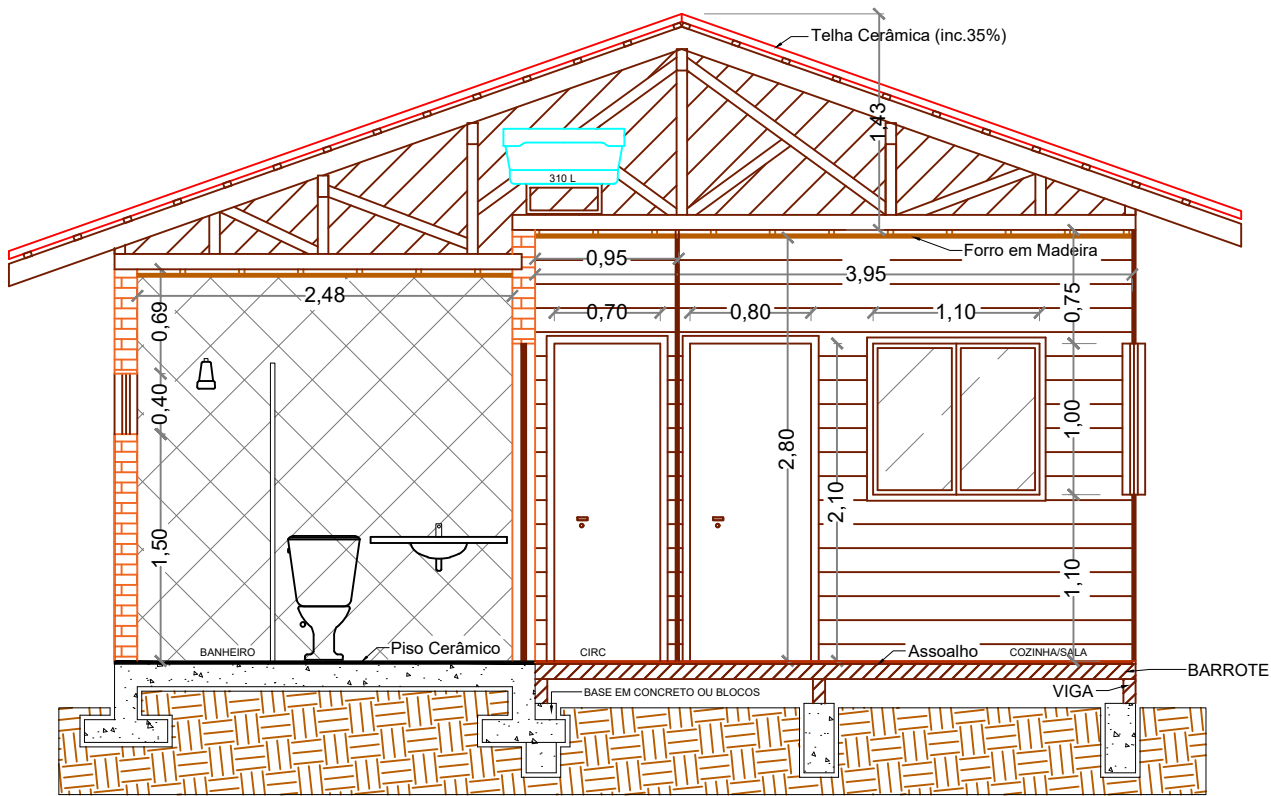 Telha Cerâmica (inc.35%)
1,43
310 L
Forro em Madeira
0,95
3,95
2,48
0,70
0,80
1,10
0,75
0,69
0,40
1,50
2,80
2,10
1,00
1,10
BANHEIRO
Piso Cerâmico
CIRC
Assoalho
COZINHA/SALA
BARROTE
VIGA
BASE EM CONCRETO OU BLOCOS